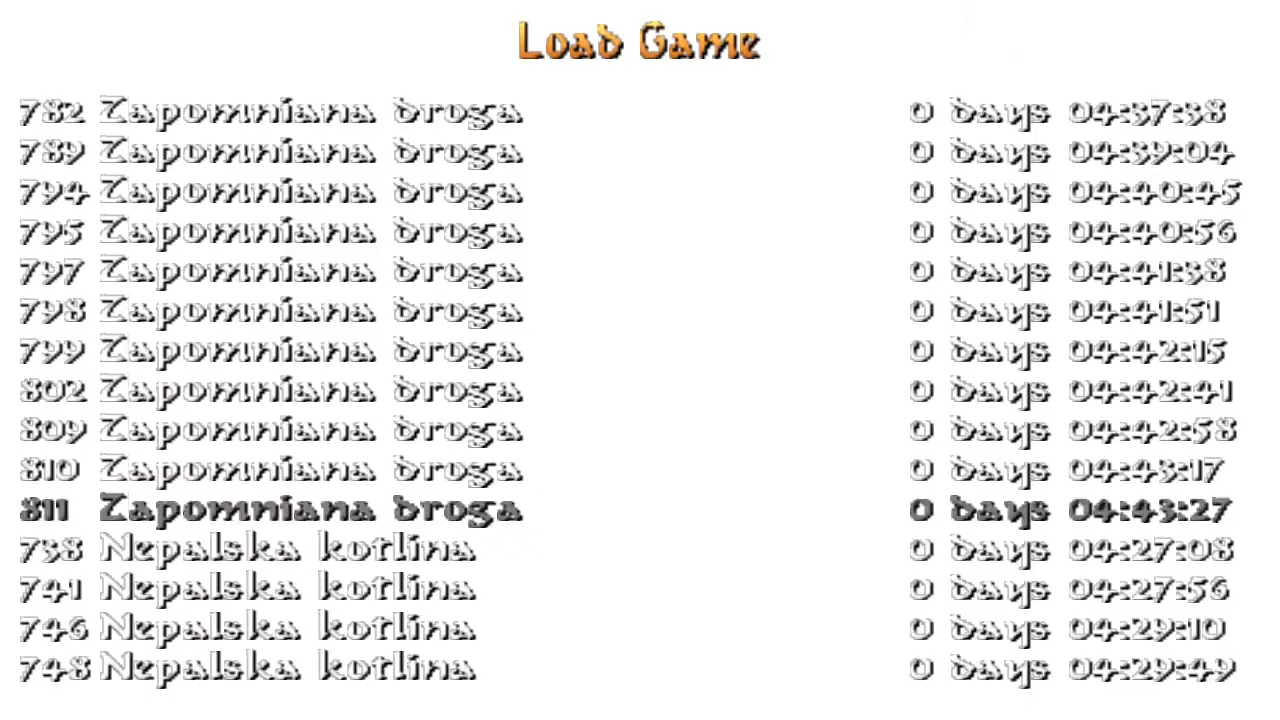 Load Game
782 Zapomniana droga 0 days 04:37:38
789 Zapomniana droga 0 days 04:39:04
794 Zapomniana droga 0 days 04:40:45
795 Zapomniana droga 0 days 04:40:56
797 Zapomniana droga 0 days 04:41:38
798 Zapomniana droga 0 days 04:41:51
799 Zapomniana droga 0 days 04:42:15
802 Zapomniana droga 0 days 04:42:41
809 Zapomniana droga 0 days 04:42:58
810 Zapomniana droga 0 days 04:43:17
811 Zapomniana droga 0 days 04:43:27
738 Nepalska kotlina 0 days 04:27:08
741 Nepalska kotlina 0 days 04:27:56
746 Nepalska kotlina 0 days 04:29:10
748 Nepalska kotlina 0 days 04:29:49